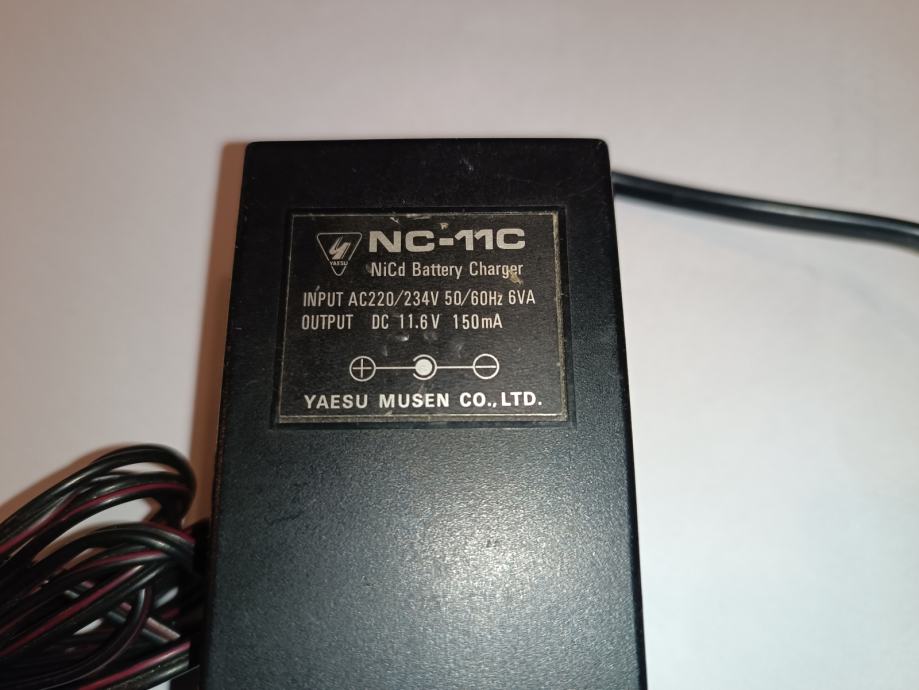 YAESU
NC-11C
NiCd Battery Charger
INPUT AC220/234V 50/60Hz 6VA
OUTPUT DC 11.6V 150mA
YAESU MUSEN CO.,LTD.